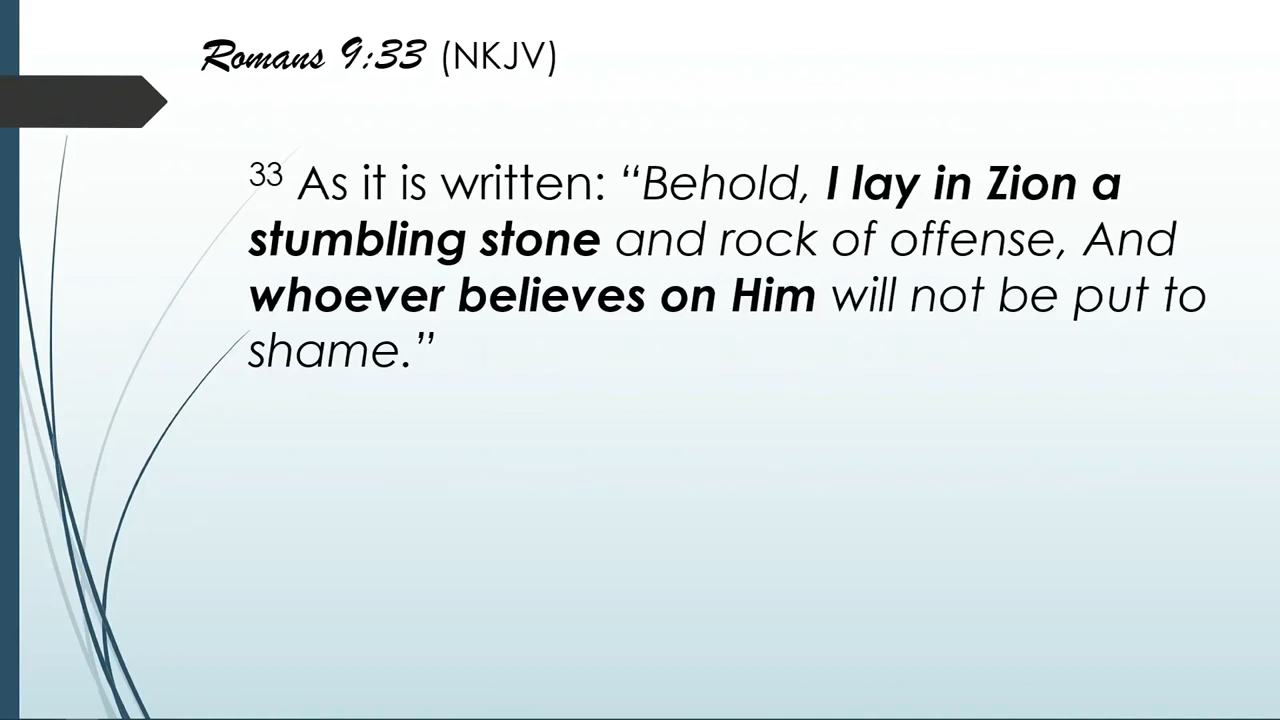 Romans 9:33 (NKJV)
33 As it is written: “Behold, I lay in Zion a
stumbling stone and rock of offense, And
whoever believes on Him will not be put to
shame.”